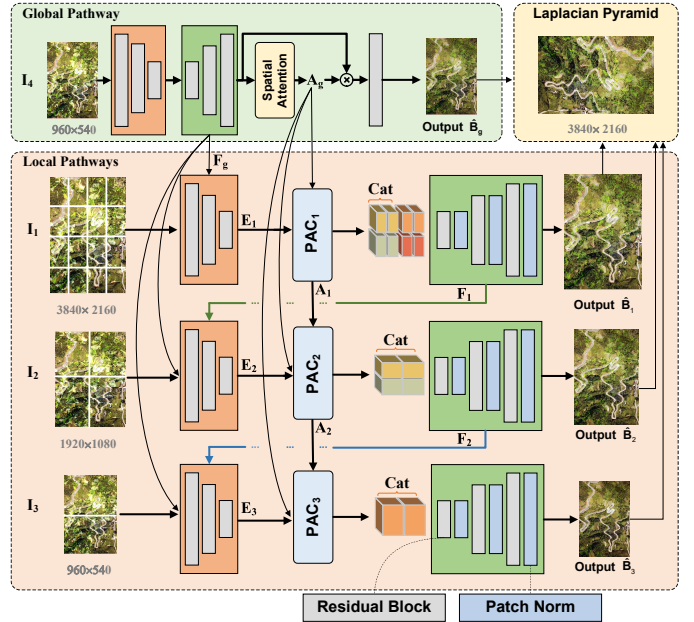 Global Pathway
Laplacian Pyramid
I4
Spatial
Attention
Ag
960×540
Output B̂g
3840× 2160
Local Pathways
Fg
I1
E1
PAC1
Cat
3840× 2160
A1
F1
Output B̂1
... ...
I2
E2
PAC2
Cat
1920×1080
A2
F2
Output B̂2
... ...
I3
E3
PAC3
Cat
960×540
Output B̂3
Residual Block
Patch Norm